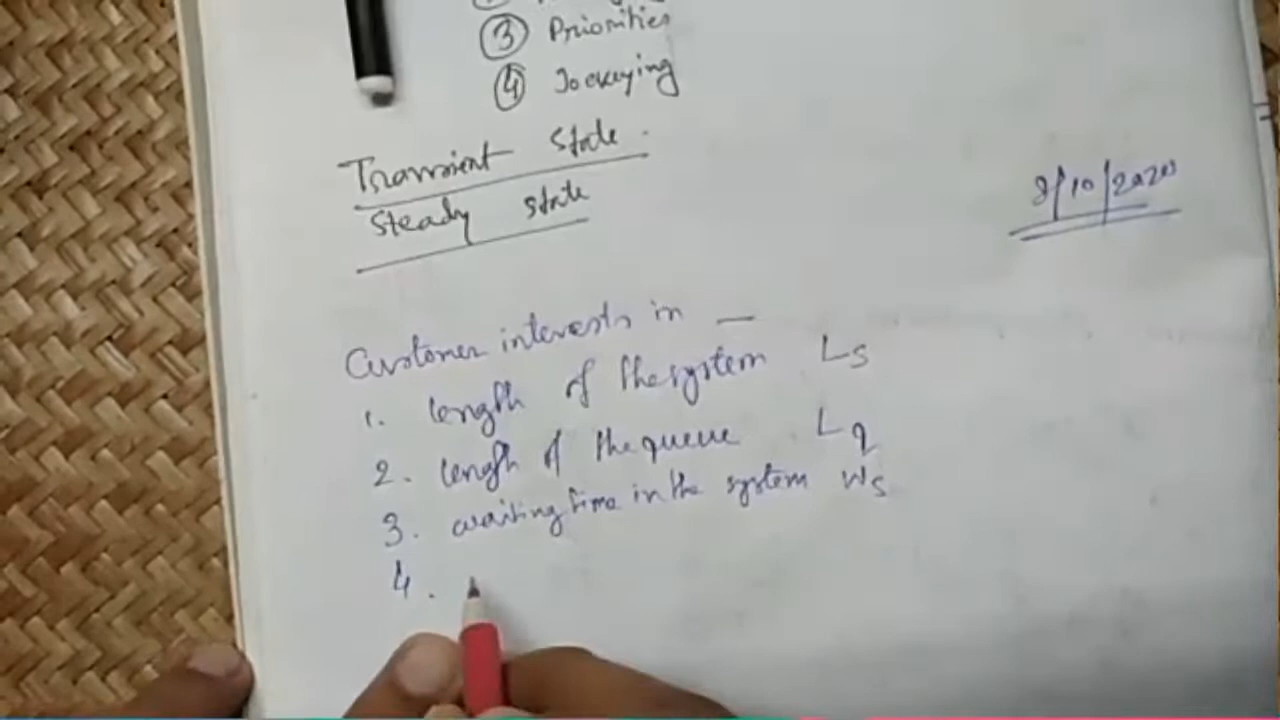 ③ Priorities
④ Jockeying
Transient State.
Steady state
8/10/2020
Customer interests in —
1. length of the system Ls
2. length of the queue Lq
3. waiting time in the system Ws
4.